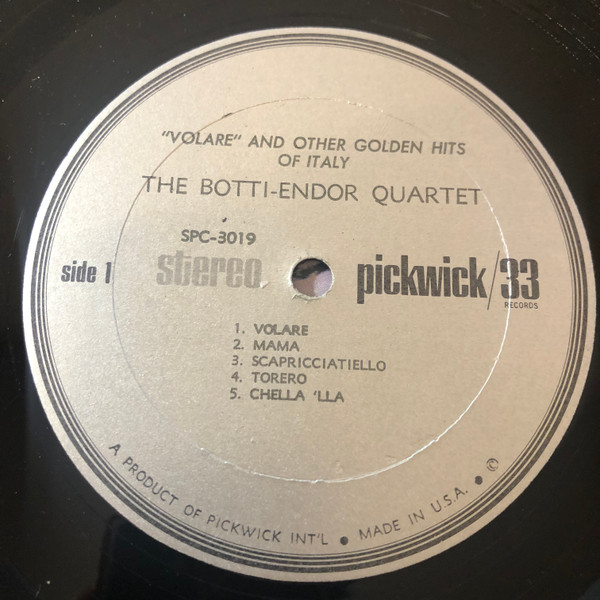 "VOLARE" AND OTHER GOLDEN HITS
OF ITALY
THE BOTTI-ENDOR QUARTET
SPC-3019
side 1
stereo
pickwick/33
RECORDS
1. VOLARE
2. MAMA
3. SCAPRICCIATIELLO
4. TORERO
5. CHELLA 'LLA
A PRODUCT OF PICKWICK INT'L ● MADE IN U.S.A. ● ©